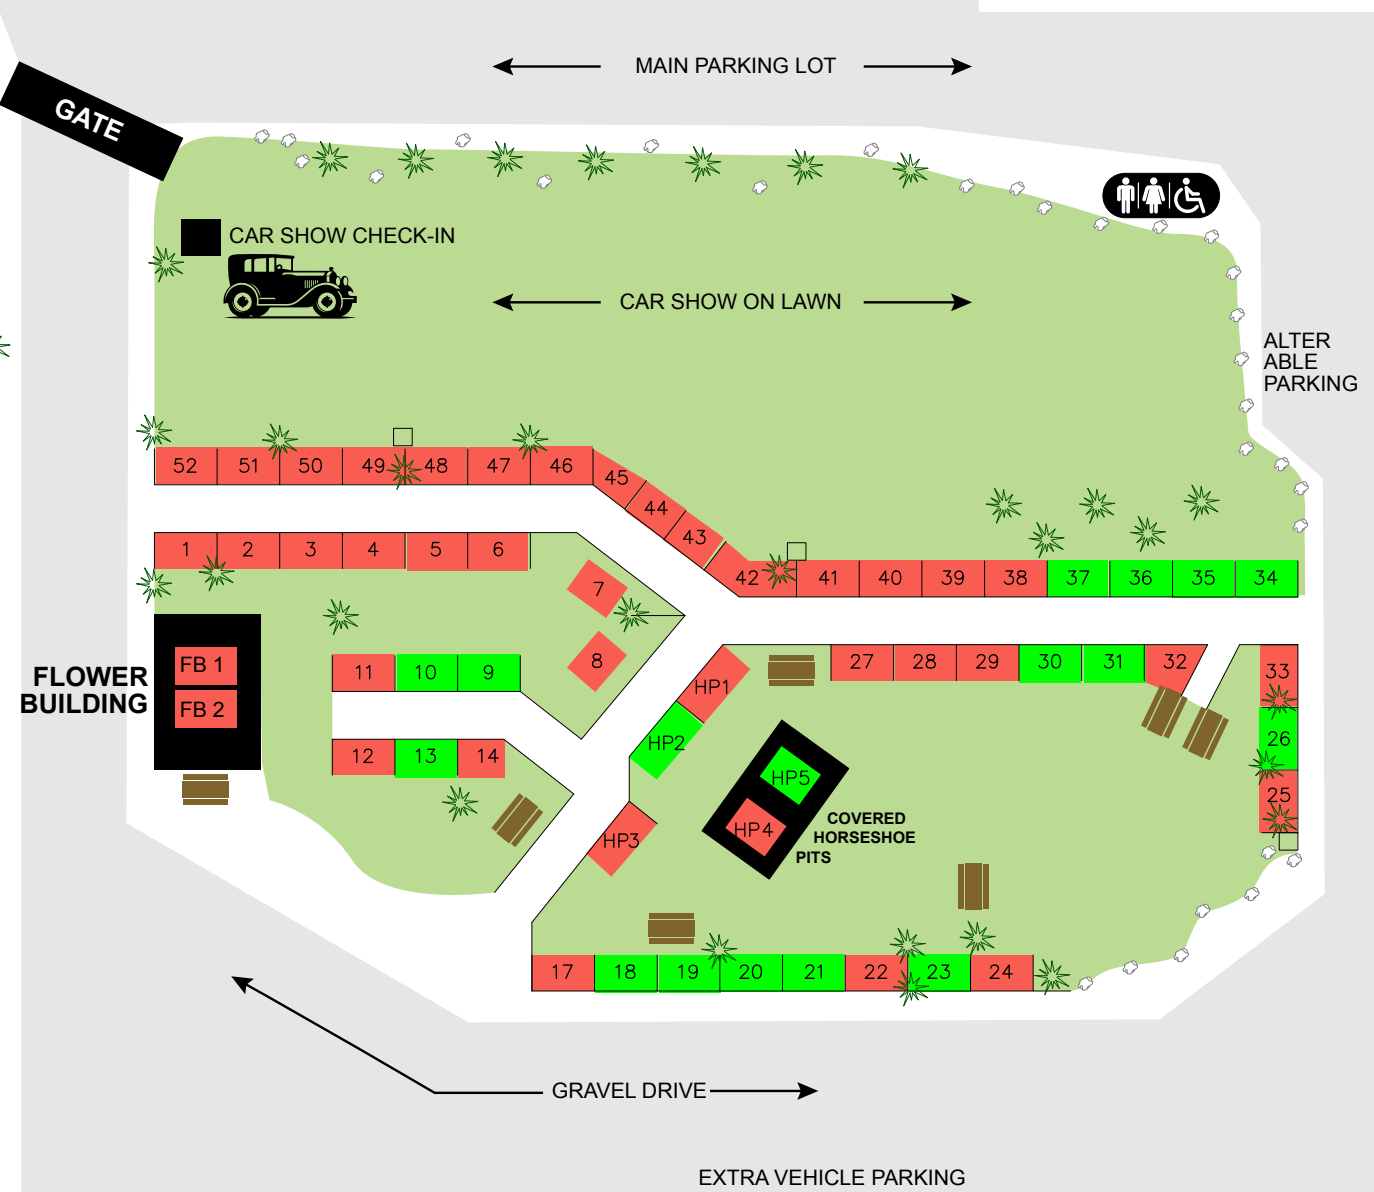 MAIN PARKING LOT
GATE
CAR SHOW CHECK-IN
CAR SHOW ON LAWN
ALTER
ABLE
PARKING
52 51 50 49 48 47 46
45
44
43
42 41 40 39 38 37 36 35 34
1 2 3 4 5 6
7
8
FLOWER
BUILDING
FB 1
FB 2
11 10 9
12 13 14
27 28 29 30 31 32
33
26
25
HP1
HP2
HP3
HP5
HP4
COVERED
HORSESHOE
PITS
17 18 19 20 21 22 23 24
GRAVEL DRIVE
EXTRA VEHICLE PARKING